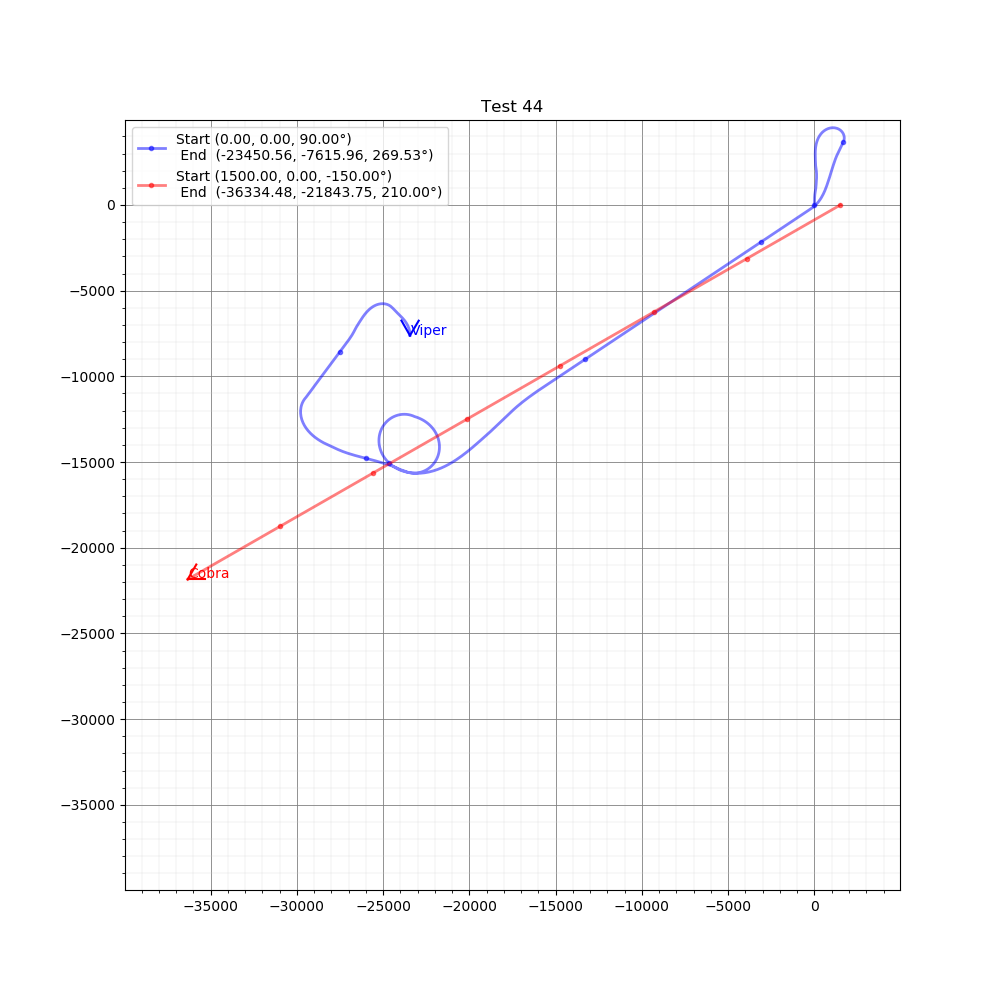 Test 44
Start (0.00, 0.00, 90.00°)
End  (-23450.56, -7615.96, 269.53°)
Start (1500.00, 0.00, -150.00°)
End  (-36334.48, -21843.75, 210.00°)
0
−5000
−10000
−15000
−20000
−25000
−30000
−35000
Viper
Cobra
−35000 −30000 −25000 −20000 −15000 −10000 −5000 0